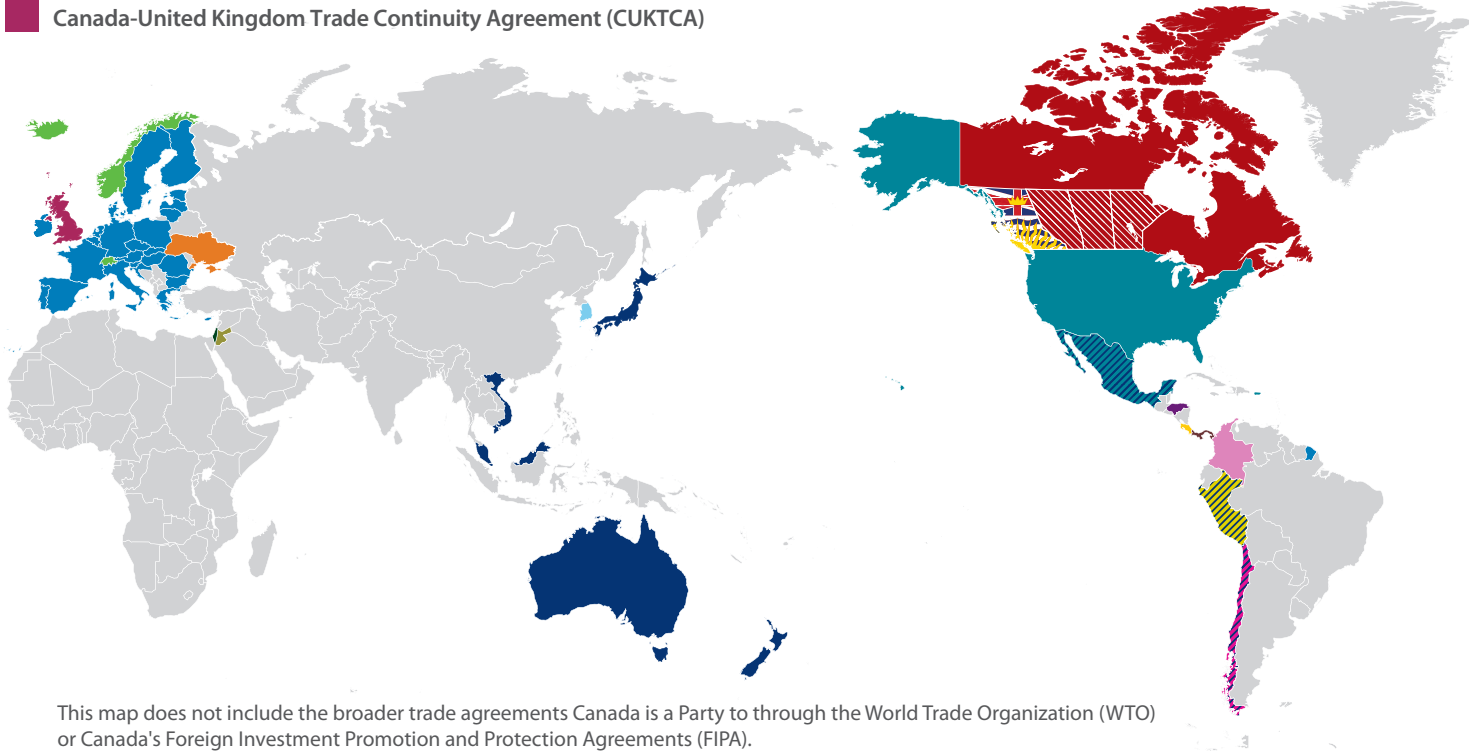 Canada-United Kingdom Trade Continuity Agreement (CUKTCA)
This map does not include the broader trade agreements Canada is a Party to through the World Trade Organization (WTO)
or Canada's Foreign Investment Promotion and Protection Agreements (FIPA).